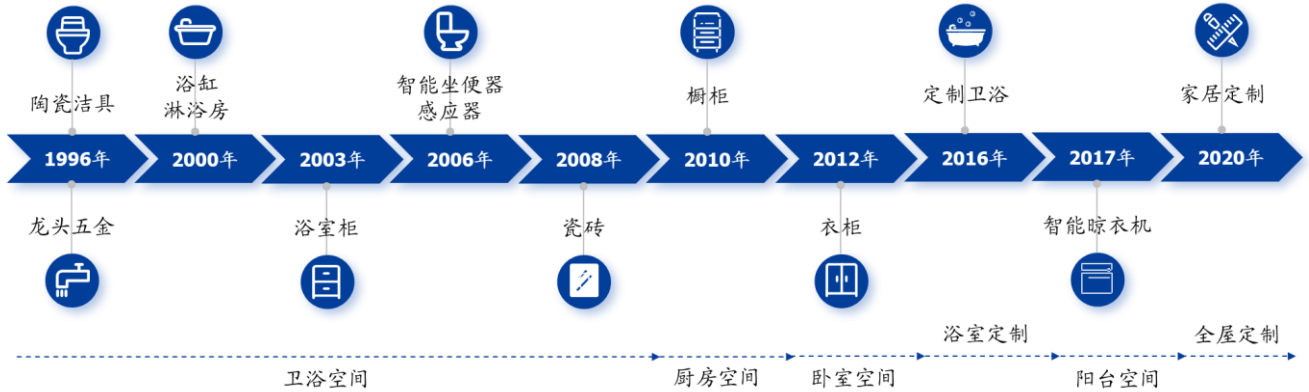 陶瓷洁具
浴缸
淋浴房
智能坐便器
感应器
橱柜
定制卫浴
家居定制
1996年
2000年
2003年
2006年
2008年
2010年
2012年
2016年
2017年
2020年
龙头五金
浴室柜
瓷砖
衣柜
智能晾衣机
浴室定制
全屋定制
卫浴空间
厨房空间
卧室空间
阳台空间